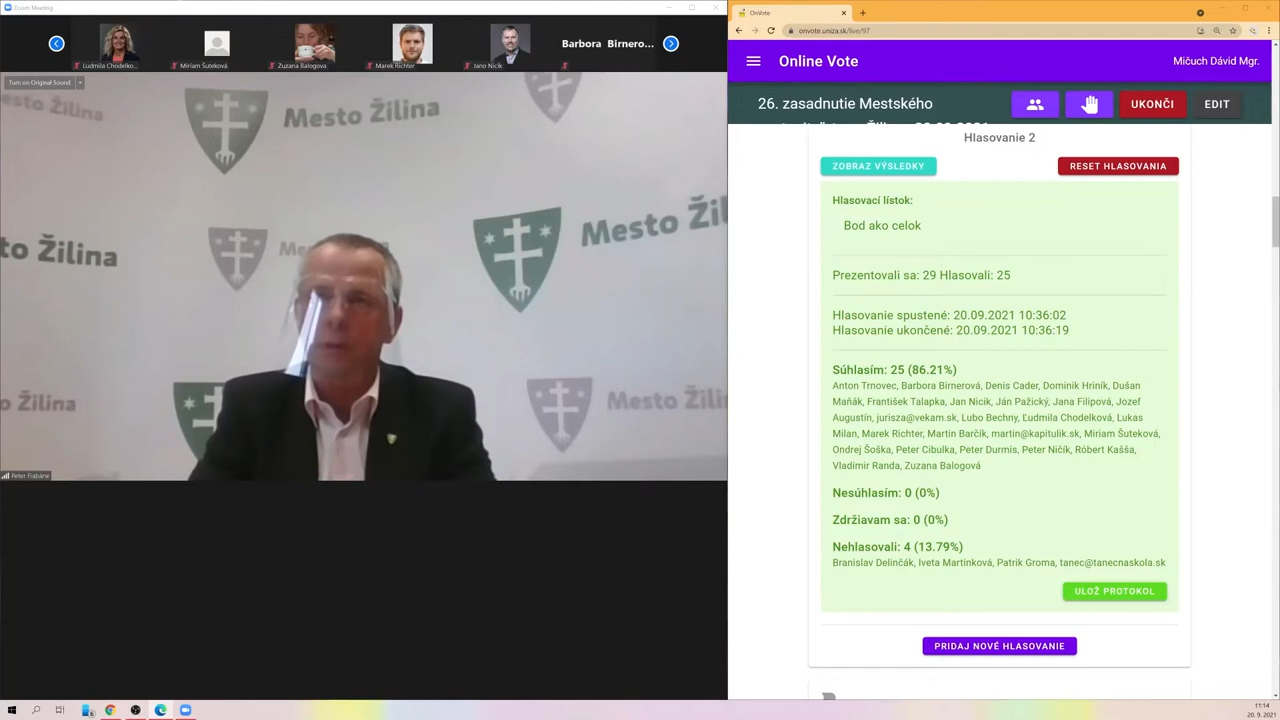 Zoom Meeting
Ľudmila Chodelko...
Miriam Šuteková
Zuzana Balogova
Marek Richter
Jano Nicik
Barbora Birnero...
Turn on Original Sound
Mesto Žilina
Mesto Žilina
Mesto Žil
to Žilina
Me
sto Žilina
Mesto Žilina
Peter Fiabáne
OnVote
onvote.uniza.sk/live/97
Online Vote
Mičuch Dávid Mgr.
26. zasadnutie Mestského
UKONČI
EDIT
Hlasovanie 2
ZOBRAZ VÝSLEDKY
RESET HLASOVANIA
Hlasovací lístok:
Bod ako celok
Prezentovali sa: 29 Hlasovali: 25
Hlasovanie spustené: 20.09.2021 10:36:02
Hlasovanie ukončené: 20.09.2021 10:36:19
Súhlasím: 25 (86.21%)
Anton Trnovec, Barbora Birnerová, Denis Cader, Dominik Hriník, Dušan
Maňák, František Talapka, Jan Nicik, Ján Pažický, Jana Filipová, Jozef
Augustín, jurisza@vekam.sk, Lubo Bechny, Ľudmila Chodelková, Lukas
Milan, Marek Richter, Martin Barčík, martin@kapitulik.sk, Miriam Šuteková,
Ondrej Šoška, Peter Cibulka, Peter Durmis, Peter Ničík, Róbert Kašša,
Vladimir Randa, Zuzana Balogová
Nesúhlasím: 0 (0%)
Zdržiavam sa: 0 (0%)
Nehlasovali: 4 (13.79%)
Branislav Delinčák, Iveta Martinková, Patrik Groma, tanec@tanecnaskola.sk
ULOŽ PROTOKOL
PRIDAJ NOVÉ HLASOVANIE
11:14
20. 9. 2021